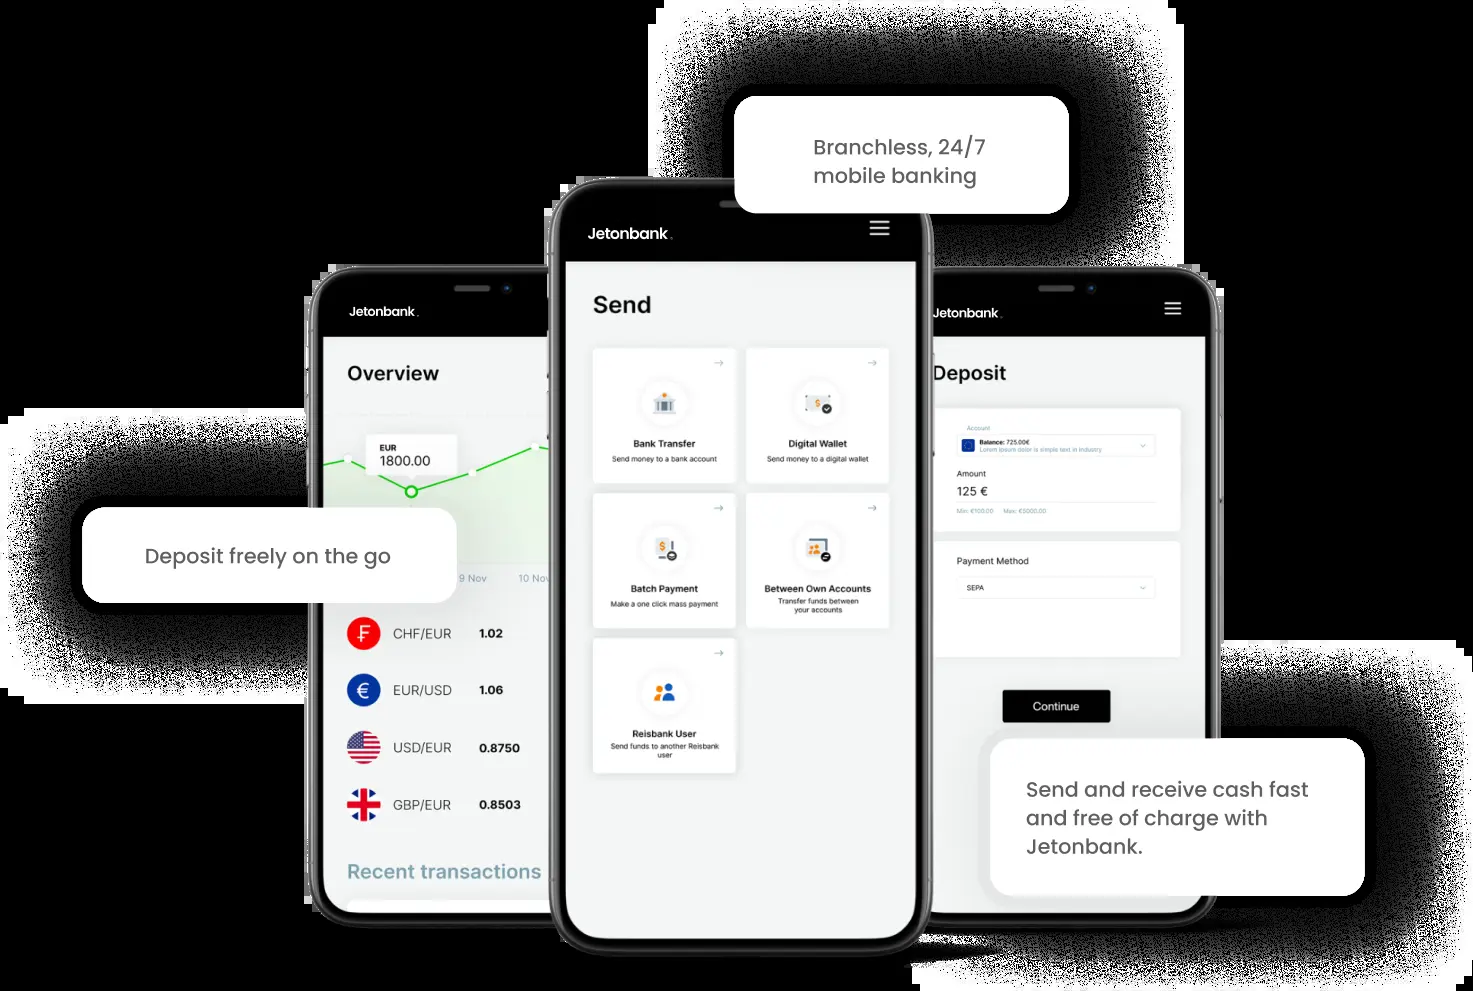 Branchless, 24/7
mobile banking
Jetonbank.
Send
Bank Transfer
Send money to a bank account
Digital Wallet
Send money to a digital wallet
Batch Payment
Make a one click mass payment
Between Own Accounts
Transfer funds between
your accounts
Reisbank User
Send funds to another Reisbank
user
Jetonbank.
Overview
EUR
1800.00
Deposit freely on the go
9 Nov
10 Nov
CHF/EUR 1.02
EUR/USD 1.06
USD/EUR 0.8750
GBP/EUR 0.8503
Recent transactions
Jetonbank.
Deposit
Account
Balance: 725.00€
Lorem ipsum dolor is simple text in industry
Amount
125 €
Min: €100.00 Max: €5000.00
Payment Method
SEPA
Continue
Send and receive cash fast
and free of charge with
Jetonbank.